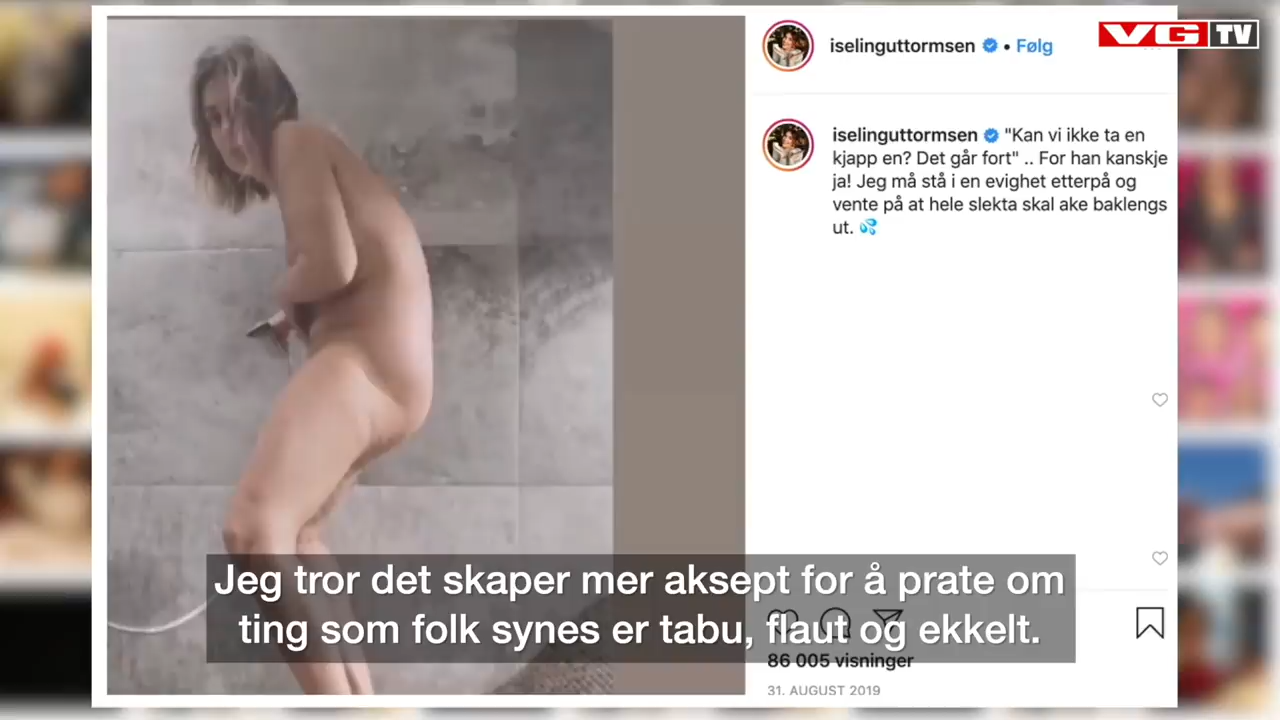 VG TV
iselinguttormsen • Følg
iselinguttormsen "Kan vi ikke ta en
kjapp en? Det går fort" .. For han kanskje
ja! Jeg må stå i en evighet etterpå og
vente på at hele slekta skal ake baklengs
ut. 💦
Jeg tror det skaper mer aksept for å prate om
ting som folk synes er tabu, flaut og ekkelt.
86 005 visninger
31. AUGUST 2019